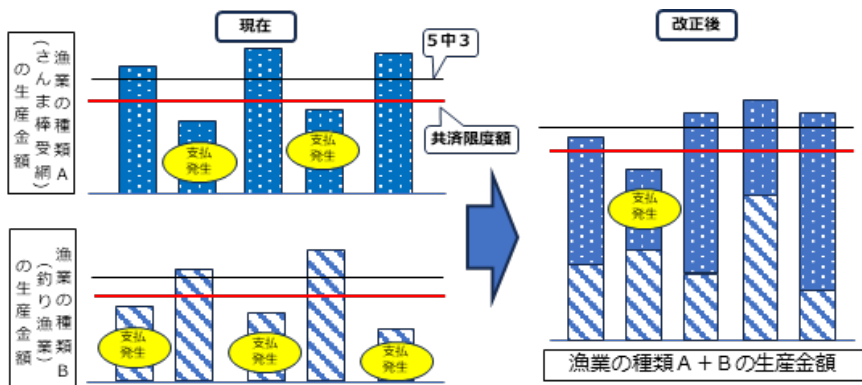 現在
改正後
5中3
共済限度額
漁業の種類A
(さんま棒受網)
の生産金額
支払
発生
支払
発生
支払
発生
漁業の種類B
(釣り漁業)
の生産金額
支払
発生
支払
発生
支払
発生
漁業の種類A+Bの生産金額